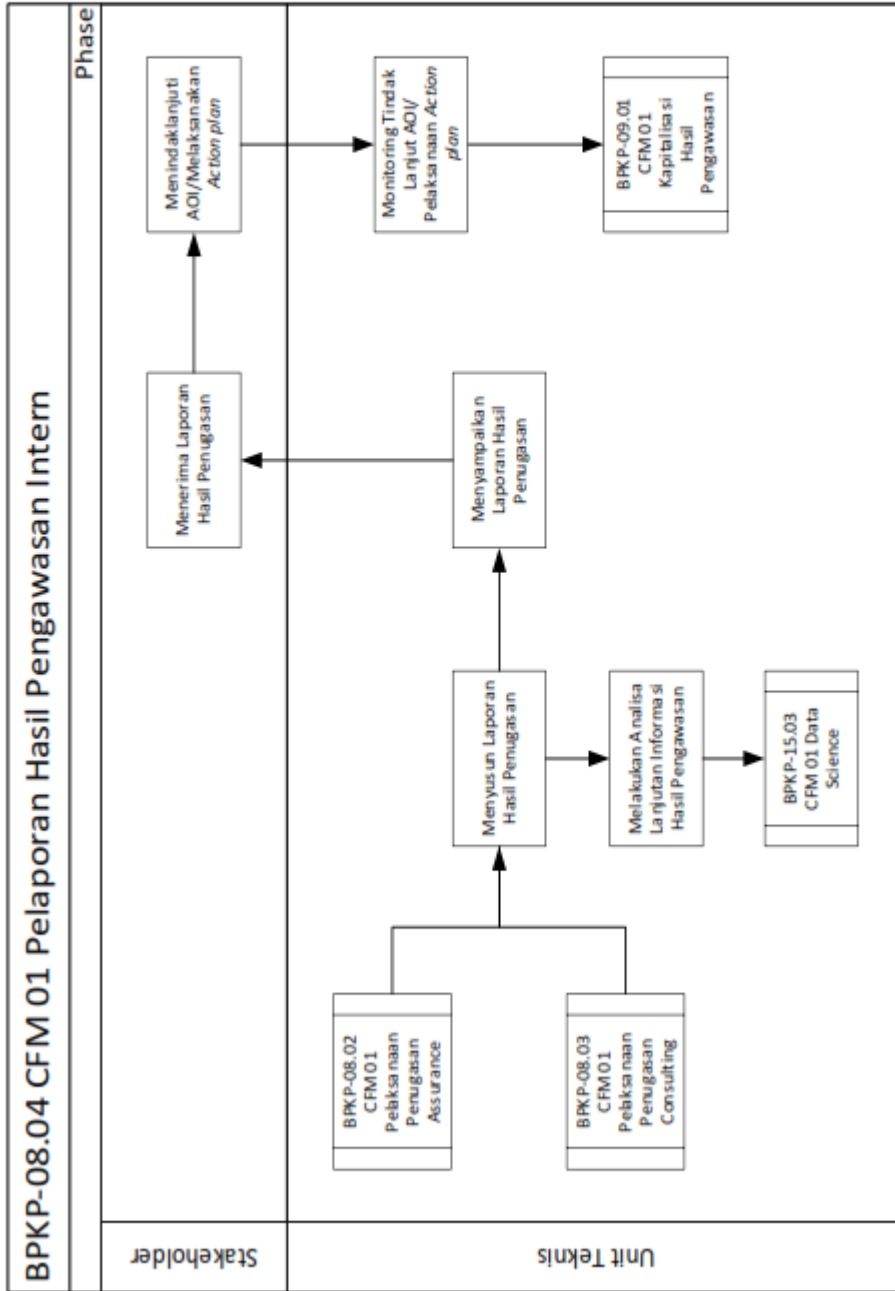 BPKP-08.04 CFM 01 Pelaporan Hasil Pengawasan Intern
Phase
Stakeholder
Menerima Laporan
Hasil Penugasan
Menindaklanjuti
AOI/Melaksanakan
Action plan
Unit Teknis
BPKP-08.02
CFM 01
Pelaksanaan
Penugasan
Assurance
BPKP-08.03
CFM 01
Pelaksanaan
Penugasan
Consulting
Menyusun Laporan
Hasil Penugasan
Melakukan Analisa
Lanjutan Informasi
Hasil Pengawasan
BPKP-15.03
CFM 01 Data
Science
Menyampaikan
Laporan Hasil
Penugasan
Monitoring Tindak
Lanjut AOI/
Pelaksanaan Action
plan
BPKP-09.01
CFM 01
Kapitalisasi
Hasil
Pengawasan